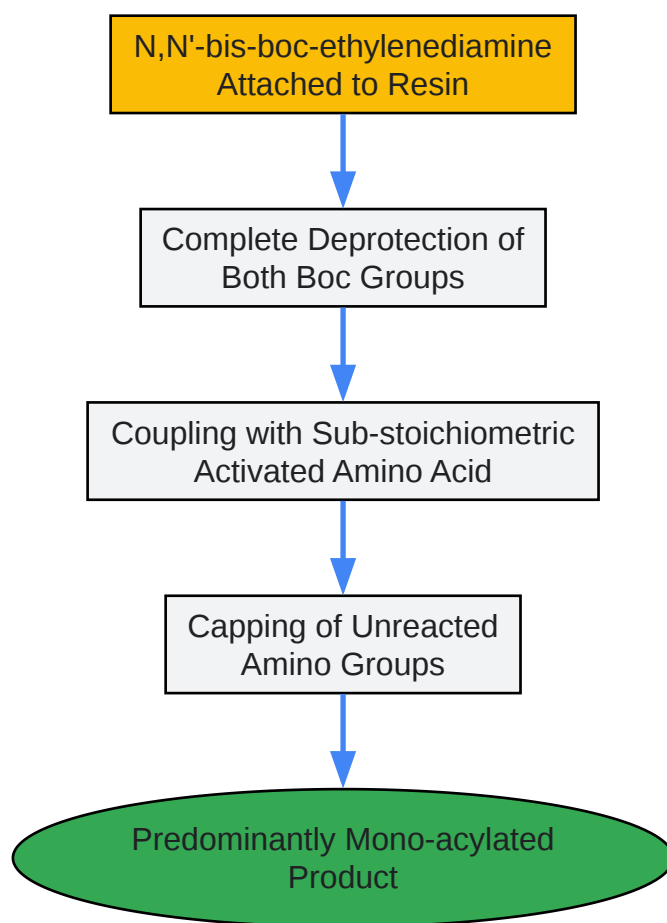 N,N'-bis-boc-ethylenediamine
Attached to Resin
Complete Deprotection of
Both Boc Groups
Coupling with Sub-stoichiometric
Activated Amino Acid
Capping of Unreacted
Amino Groups
Predominantly Mono-acylated
Product